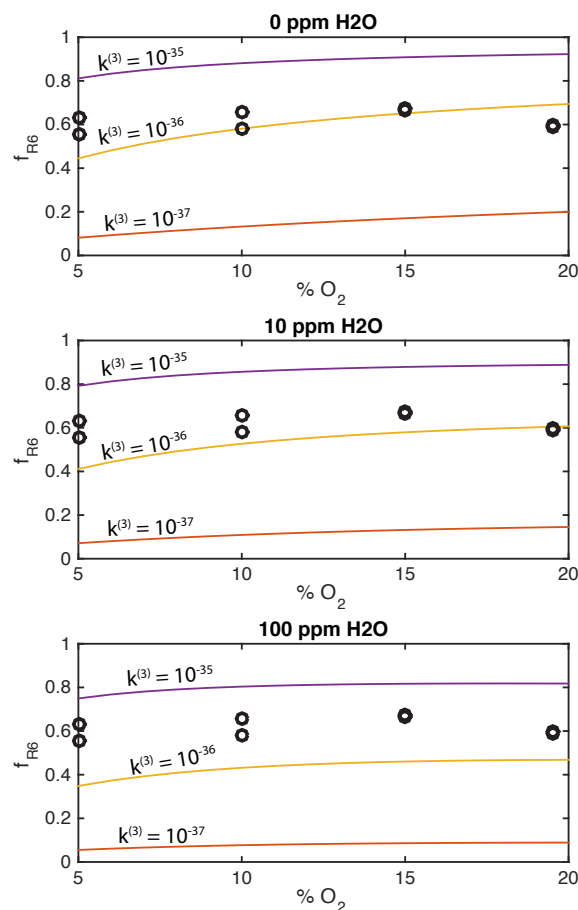 0 ppm H2O
1
0.8
0.6
0.4
0.2
0
f_R6
k^(3) = 10^-35
k^(3) = 10^-36
k^(3) = 10^-37
5
10
15
20
% O_2
10 ppm H2O
1
0.8
0.6
0.4
0.2
0
f_R6
k^(3) = 10^-35
k^(3) = 10^-36
k^(3) = 10^-37
5
10
15
20
% O_2
100 ppm H2O
1
0.8
0.6
0.4
0.2
0
f_R6
k^(3) = 10^-35
k^(3) = 10^-36
k^(3) = 10^-37
5
10
15
20
% O_2